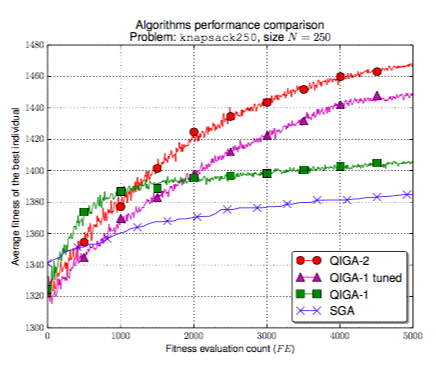 Algorithms performance comparison
Problem: knapsack250, size N = 250
Average fitness of the best individual
1480
1460
1440
1420
1400
1380
1360
1340
1320
1300
0
1000
2000
3000
4000
5000
Fitness evaluation count (FE)
QIGA-2
QIGA-1 tuned
QIGA-1
SGA